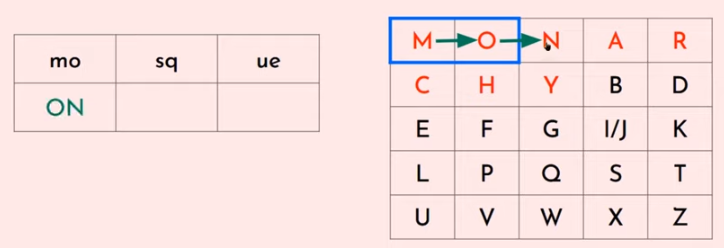 mo sq ue
ON
M O N A R
C H Y B D
E F G I/J K
L P Q S T
U V W X Z